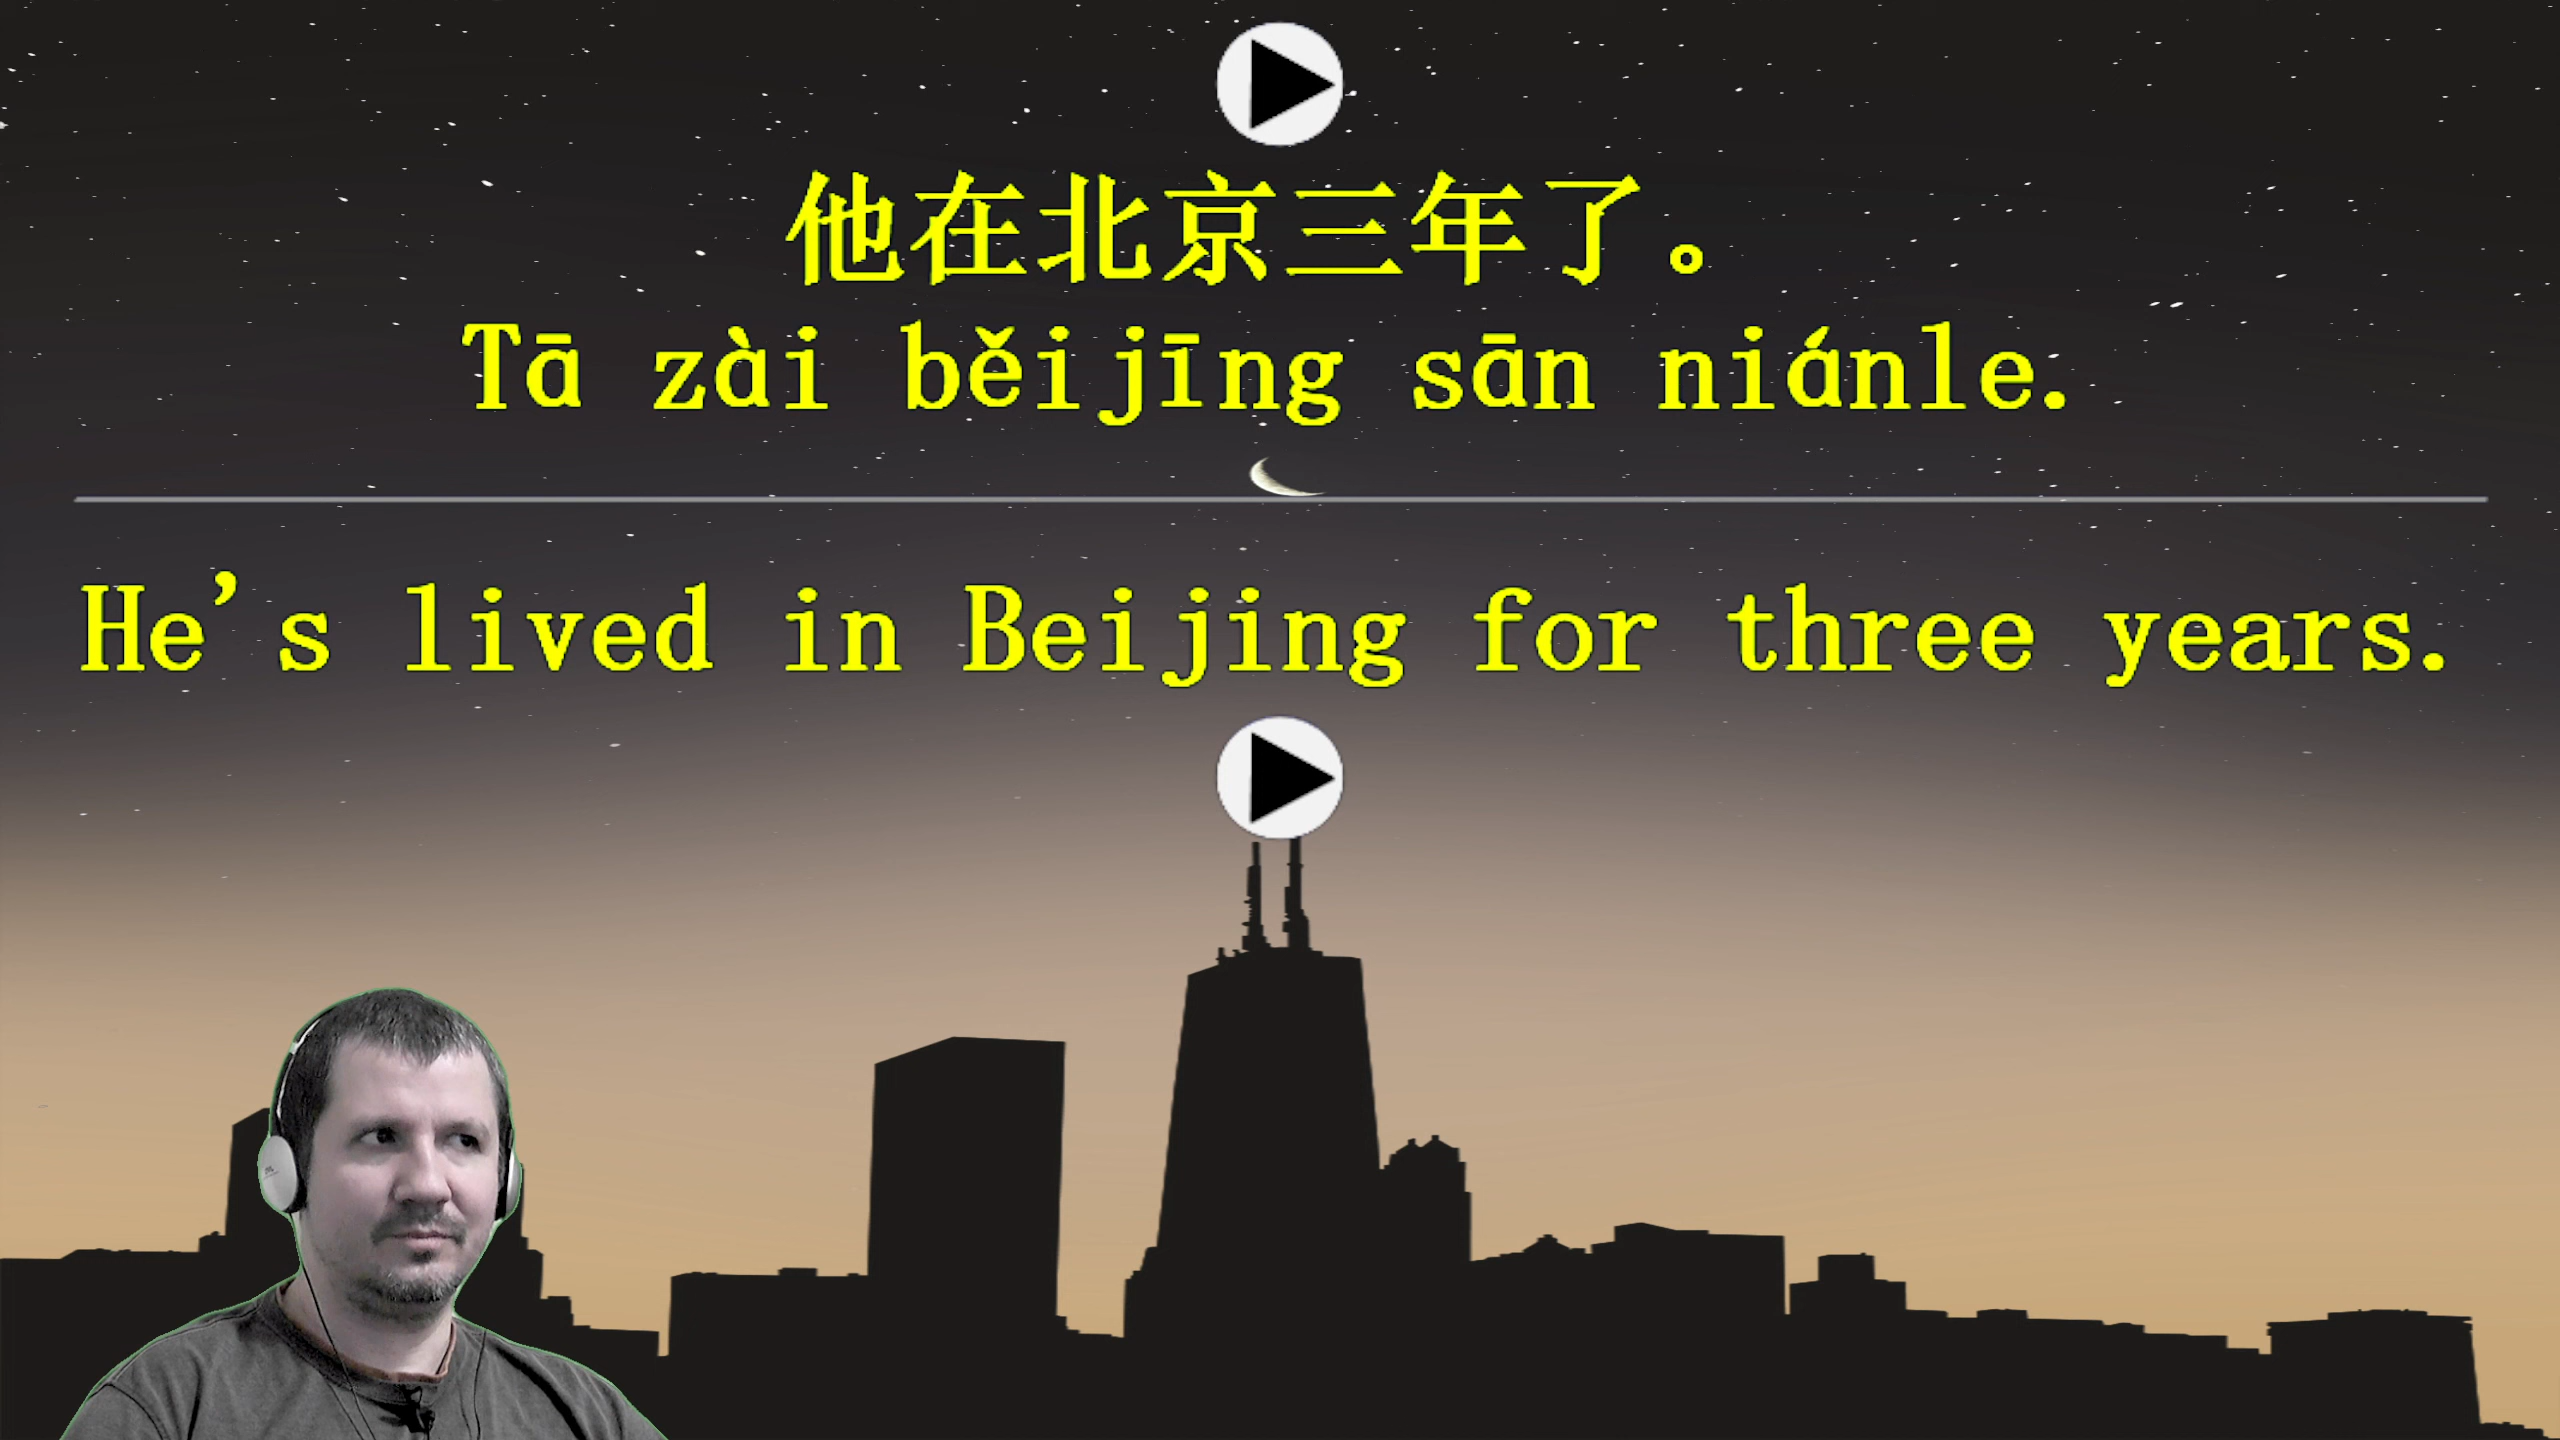 他在北京三年了。
Tā zài běijīng sān niánle.
He’s lived in Beijing for three years.